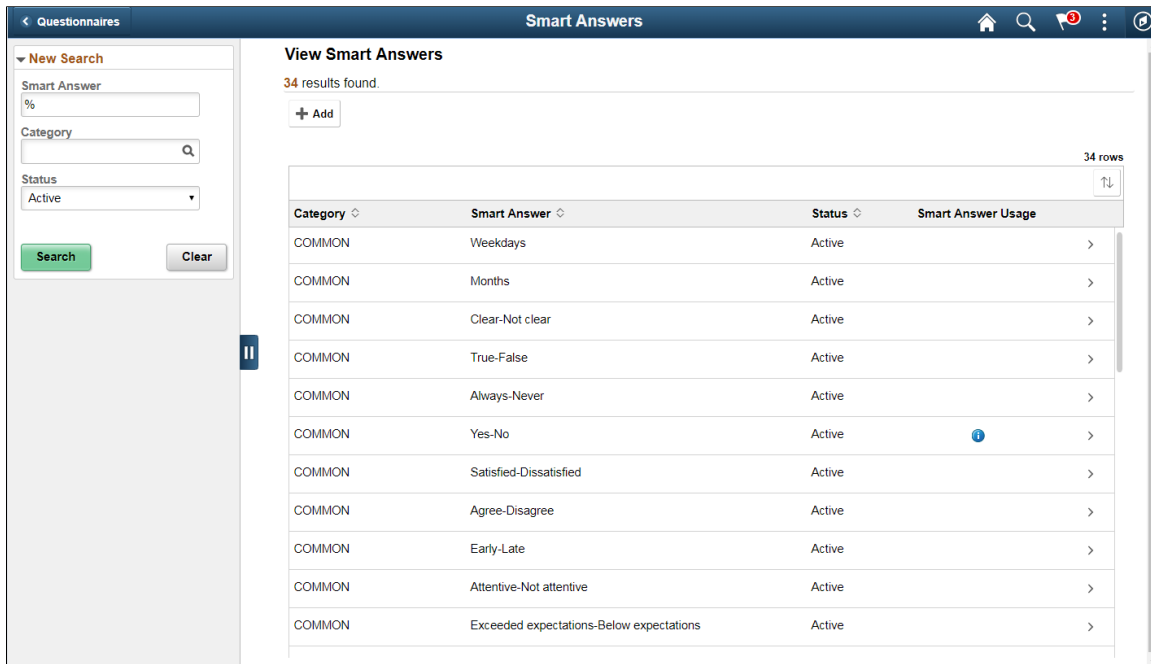 Questionnaires
Smart Answers
3
New Search
Smart Answer
%
Category
Status
Active
Search Clear
View Smart Answers
34 results found.
Add
34 rows
Category Smart Answer Status Smart Answer Usage
COMMON Weekdays Active
COMMON Months Active
COMMON Clear-Not clear Active
COMMON True-False Active
COMMON Always-Never Active
COMMON Yes-No Active
COMMON Satisfied-Dissatisfied Active
COMMON Agree-Disagree Active
COMMON Early-Late Active
COMMON Attentive-Not attentive Active
COMMON Exceeded expectations-Below expectations Active